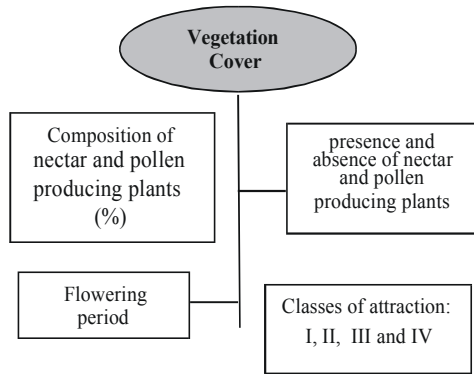 Vegetation
Cover
Composition of
nectar and pollen
producing plants
(%)
presence and
absence of nectar
and pollen
producing plants
Flowering
period
Classes of attraction:
I, II, III and IV